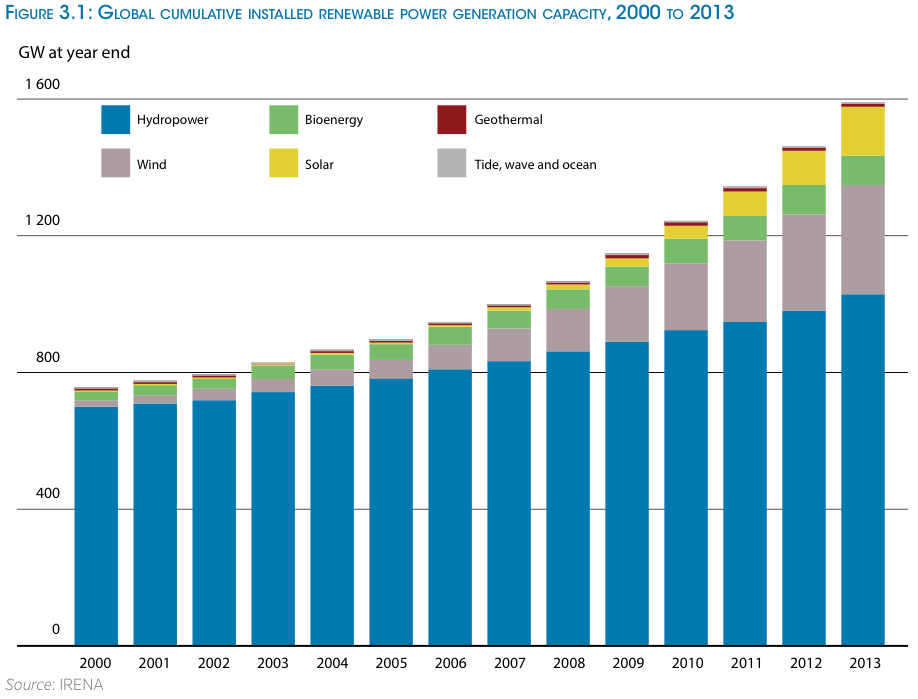 Figure 3.1: Global cumulative installed renewable power generation capacity, 2000 to 2013
GW at year end
1 600
Hydropower Bioenergy Geothermal
Wind Solar Tide, wave and ocean
1 200
800
400
0
2000 2001 2002 2003 2004 2005 2006 2007 2008 2009 2010 2011 2012 2013
Source: IRENA